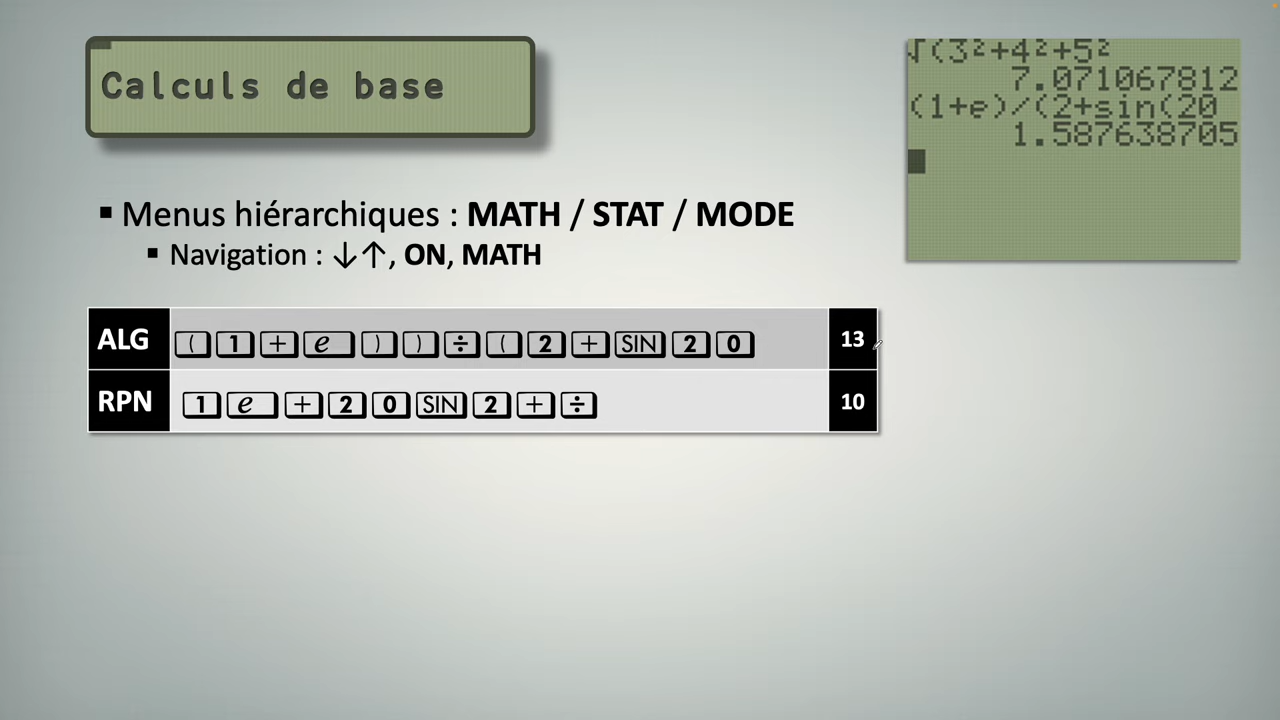 Calculs de base
√(3²+4²+5²
7.071067812
(1+e)/(2+sin(20
1.587638705
▪ Menus hiérarchiques : MATH / STAT / MODE
▪ Navigation : ↓↑, ON, MATH
ALG ( 1 + e ) ) ÷ ( 2 + SIN 2 0 13
RPN 1 e + 2 0 SIN 2 + ÷ 10